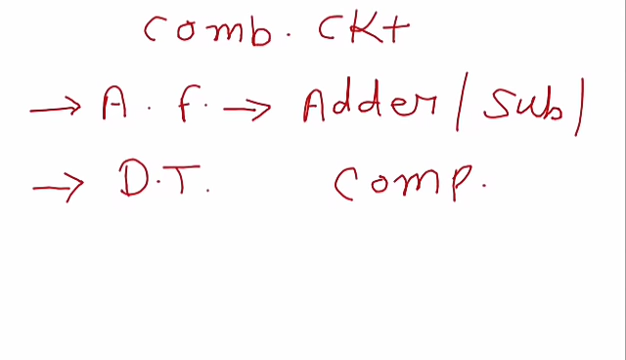 Comb. CKt
→ A. f. → Adder / Sub /
→ D.T. Comp.